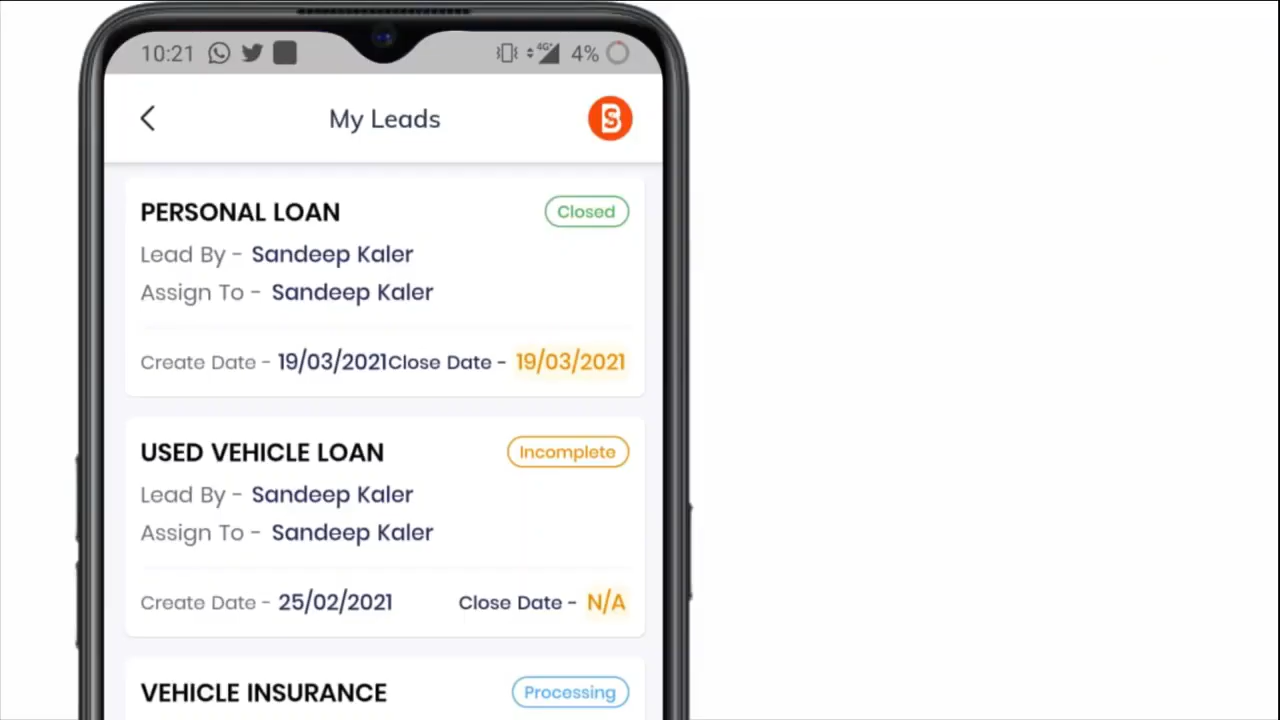 10:21 4G+ 4%
My Leads
PERSONAL LOAN Closed
Lead By - Sandeep Kaler
Assign To - Sandeep Kaler
Create Date - 19/03/2021Close Date - 19/03/2021
USED VEHICLE LOAN Incomplete
Lead By - Sandeep Kaler
Assign To - Sandeep Kaler
Create Date - 25/02/2021 Close Date - N/A
VEHICLE INSURANCE Processing